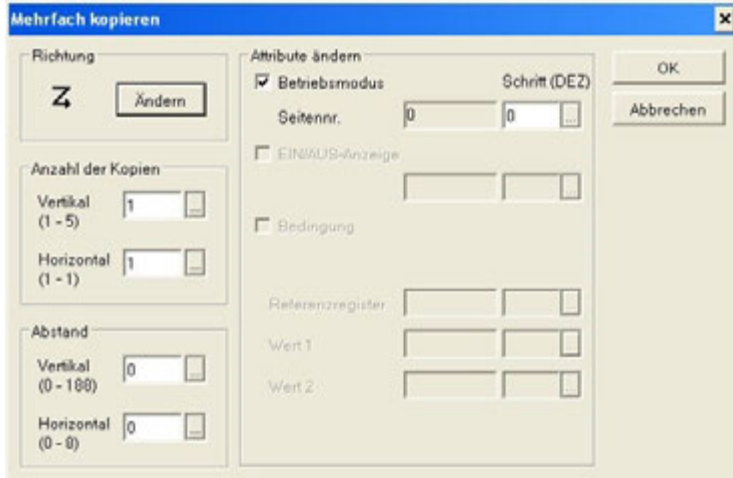 Mehrfach kopieren
Richtung
Ändern
Anzahl der Kopien
Vertikal
(1 - 5)
1
...
Horizontal
(1 - 1)
1
...
Abstand
Vertikal
(0 - 188)
0
...
Horizontal
(0 - 8)
0
...
Attribute ändern
Betriebsmodus
Schritt (DEZ)
Seitennr.
0
0
...
EIN/AUS-Anzeige
...
Bedingung
Referenzregister
...
Wert 1
...
Wert 2
...
OK
Abbrechen